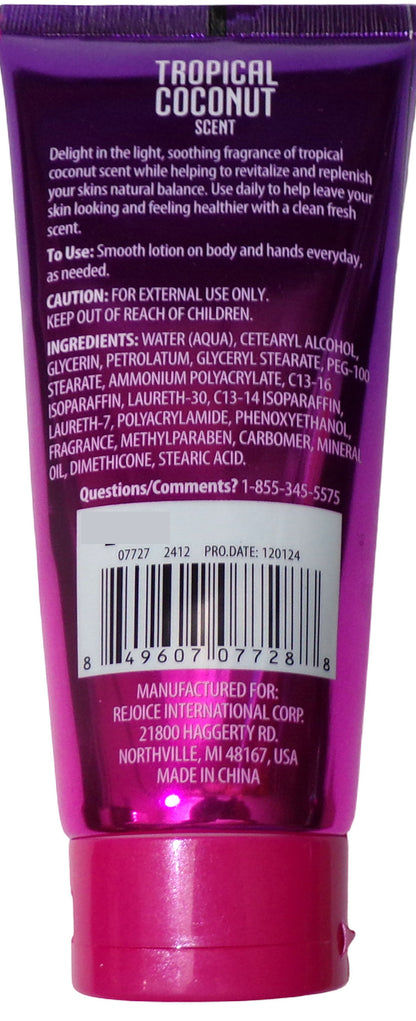 TROPICAL
COCONUT
SCENT
Delight in the light, soothing fragrance of tropical
coconut scent while helping to revitalize and replenish
your skins natural balance. Use daily to help leave your
skin looking and feeling healthier with a clean fresh
scent.
To Use: Smooth lotion on body and hands everyday,
as needed.
CAUTION: FOR EXTERNAL USE ONLY.
KEEP OUT OF REACH OF CHILDREN.
INGREDIENTS: WATER (AQUA), CETEARYL ALCOHOL,
GLYCERIN, PETROLATUM, GLYCERYL STEARATE, PEG-100
STEARATE, AMMONIUM POLYACRYLATE, C13-16
ISOPARAFFIN, LAURETH-30, C13-14 ISOPARAFFIN,
LAURETH-7, POLYACRYLAMIDE, PHENOXYETHANOL,
FRAGRANCE, METHYLPARABEN, CARBOMER, MINERAL
OIL, DIMETHICONE, STEARIC ACID.
Questions/Comments? 1-855-345-5575
07727 2412 PRO.DATE: 120124
8 49607 07728 8
MANUFACTURED FOR:
REJOICE INTERNATIONAL CORP.
21800 HAGGERTY RD.
NORTHVILLE, MI 48167, USA
MADE IN CHINA